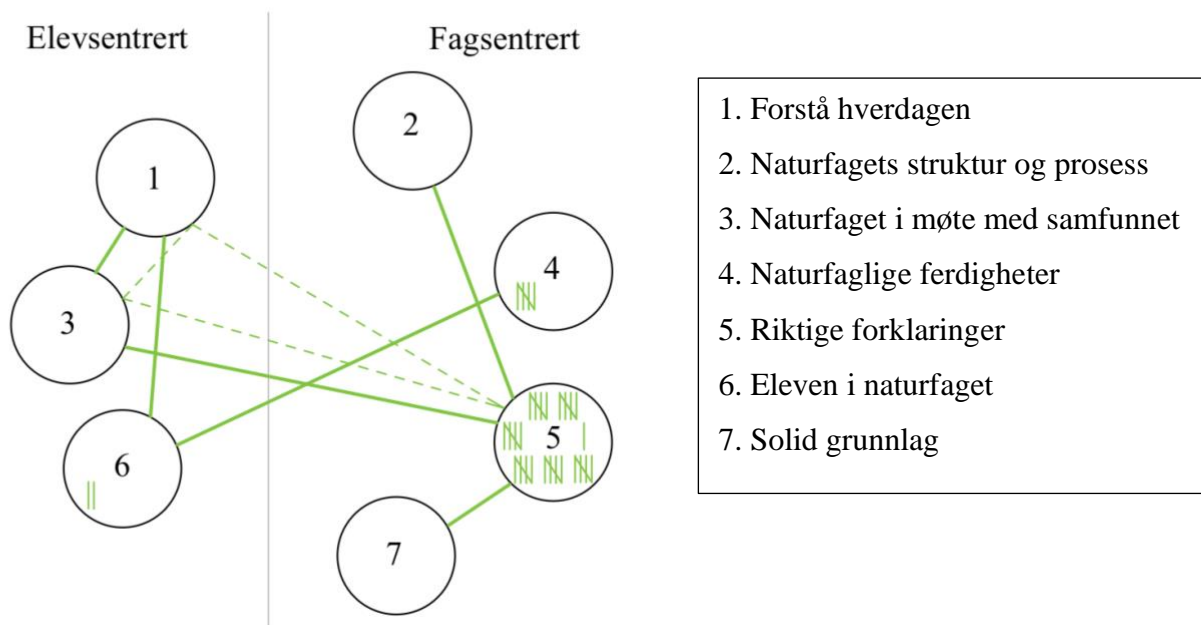 Elevsentrert
Fagsentrert
1
2
3
4
5
6
7
1. Forstå hverdagen
2. Naturfagets struktur og prosess
3. Naturfaget i møte med samfunnet
4. Naturfaglige ferdigheter
5. Riktige forklaringer
6. Eleven i naturfaget
7. Solid grunnlag